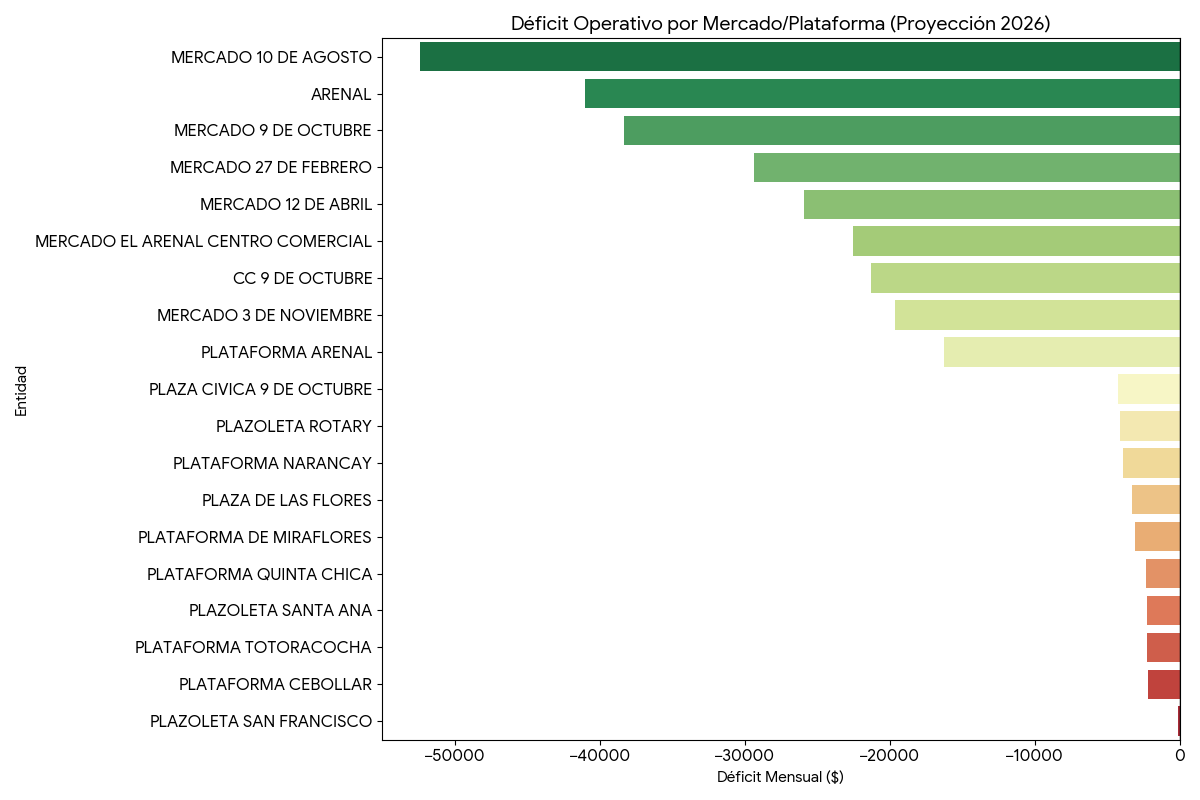 Déficit Operativo por Mercado/Plataforma (Proyección 2026)
MERCADO 10 DE AGOSTO
ARENAL
MERCADO 9 DE OCTUBRE
MERCADO 27 DE FEBRERO
MERCADO 12 DE ABRIL
MERCADO EL ARENAL CENTRO COMERCIAL
CC 9 DE OCTUBRE
MERCADO 3 DE NOVIEMBRE
PLATAFORMA ARENAL
PLAZA CIVICA 9 DE OCTUBRE
PLAZOLETA ROTARY
PLATAFORMA NARANCAY
PLAZA DE LAS FLORES
PLATAFORMA DE MIRAFLORES
PLATAFORMA QUINTA CHICA
PLAZOLETA SANTA ANA
PLATAFORMA TOTORACOCHA
PLATAFORMA CEBOLLAR
PLAZOLETA SAN FRANCISCO
Entidad
−50000 −40000 −30000 −20000 −10000 0
Déficit Mensual ($)